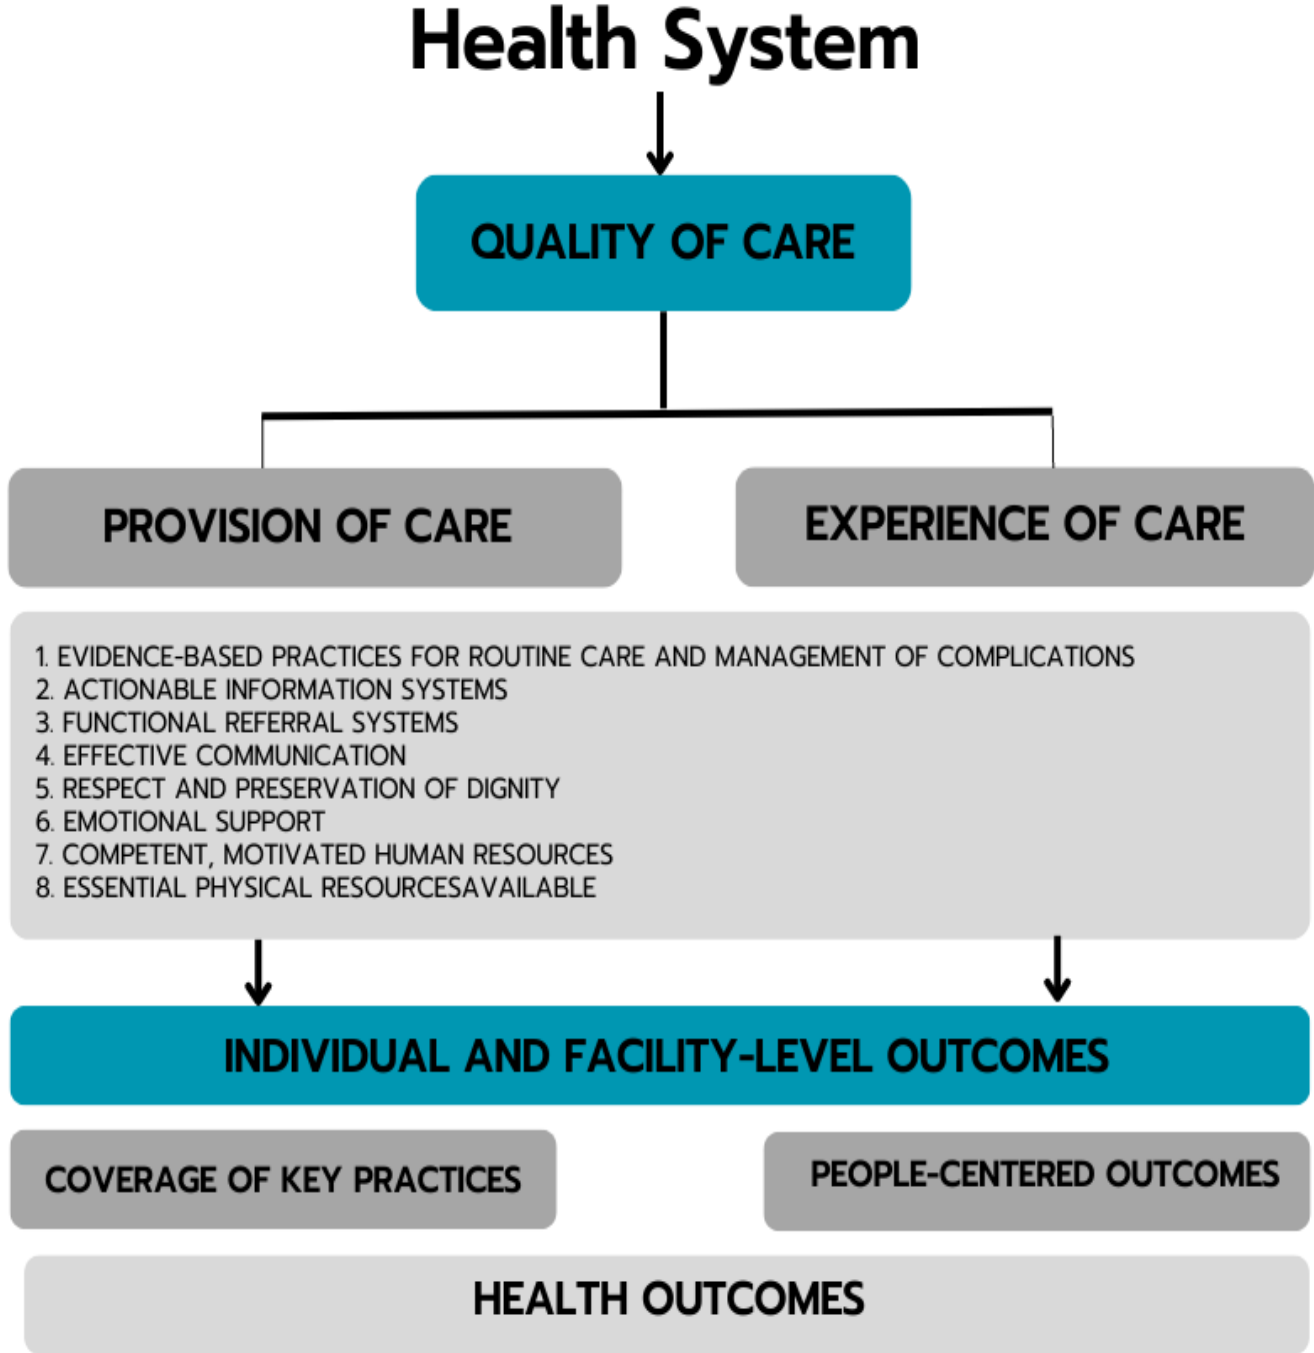 Health System
QUALITY OF CARE
PROVISION OF CARE
EXPERIENCE OF CARE
1. EVIDENCE-BASED PRACTICES FOR ROUTINE CARE AND MANAGEMENT OF COMPLICATIONS
2. ACTIONABLE INFORMATION SYSTEMS
3. FUNCTIONAL REFERRAL SYSTEMS
4. EFFECTIVE COMMUNICATION
5. RESPECT AND PRESERVATION OF DIGNITY
6. EMOTIONAL SUPPORT
7. COMPETENT, MOTIVATED HUMAN RESOURCES
8. ESSENTIAL PHYSICAL RESOURCESAVAILABLE
INDIVIDUAL AND FACILITY-LEVEL OUTCOMES
COVERAGE OF KEY PRACTICES
PEOPLE-CENTERED OUTCOMES
HEALTH OUTCOMES